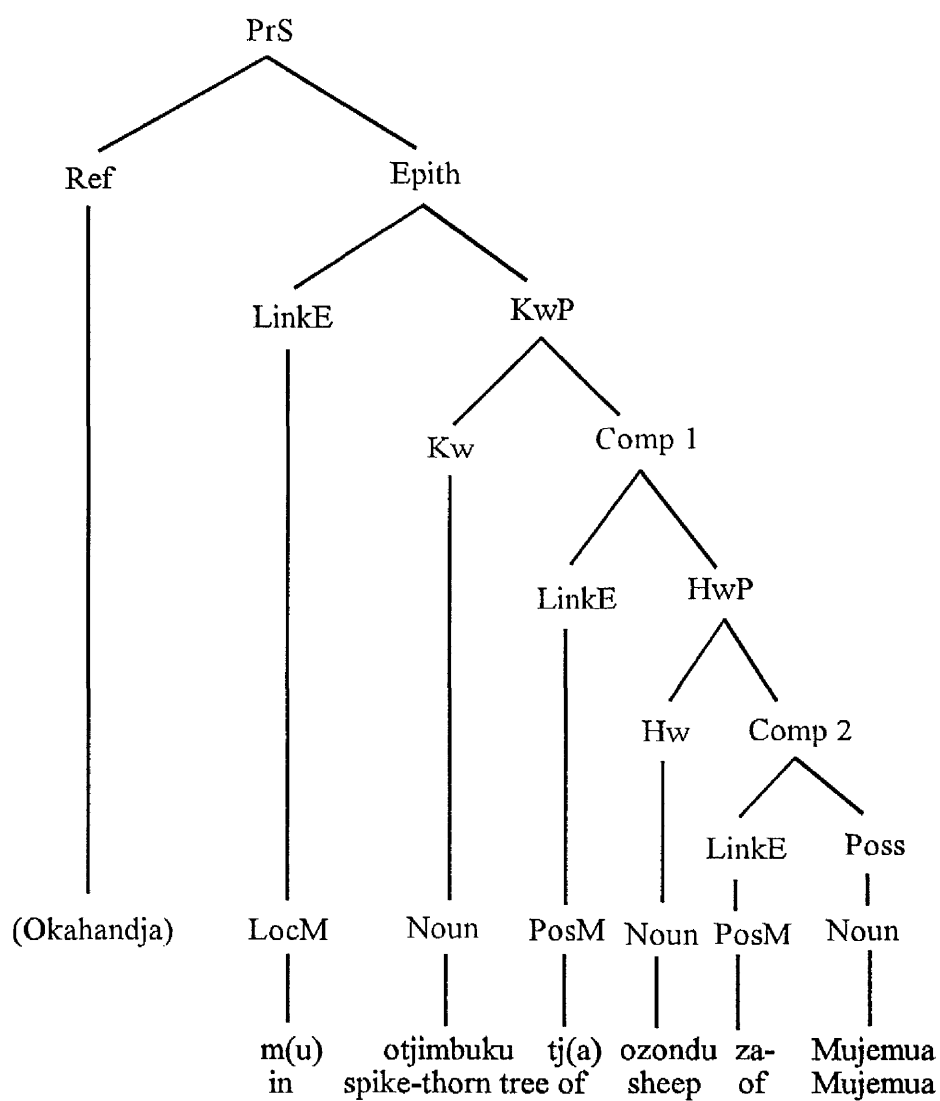 PrS
Ref Epith
LinkE KwP
Kw Comp 1
LinkE HwP
Hw Comp 2
LinkE Poss
(Okahandja) LocM Noun PosM Noun PosM Noun
m(u) otjimbuku tj(a) ozondu za- Mujemua
in spike-thorn tree of sheep of Mujemua